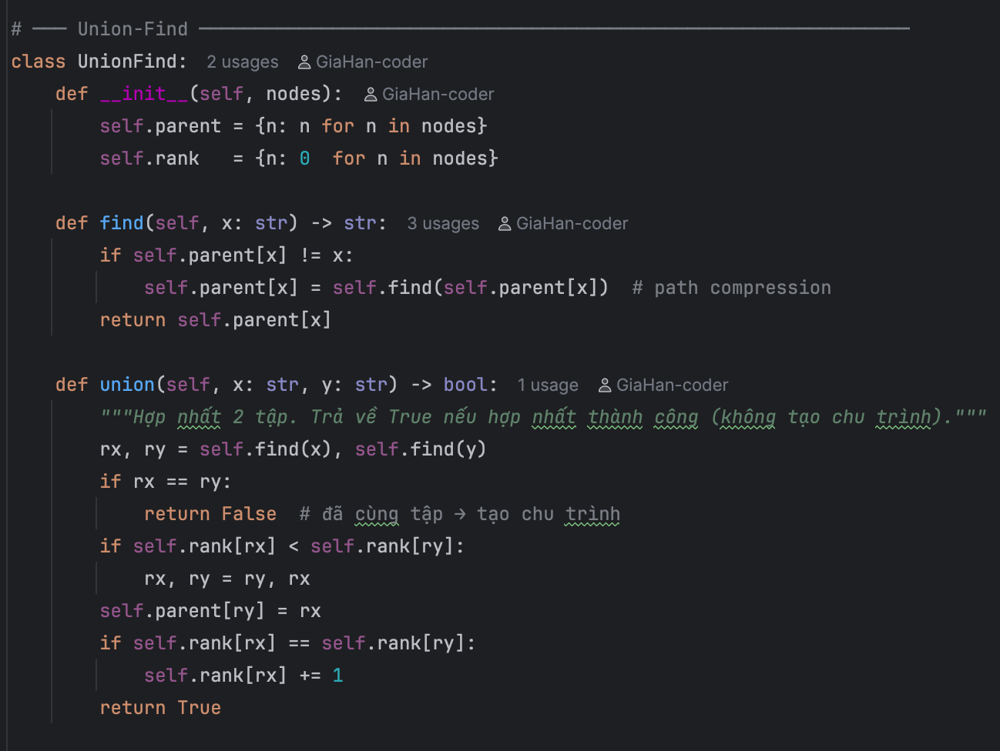 # ── Union-Find ────────────────────────────────────────────────────────────────
class UnionFind:  2 usages  GiaHan-coder
    def __init__(self, nodes):  GiaHan-coder
        self.parent = {n: n for n in nodes}
        self.rank   = {n: 0  for n in nodes}

    def find(self, x: str) -> str:  3 usages  GiaHan-coder
        if self.parent[x] != x:
            self.parent[x] = self.find(self.parent[x])  # path compression
        return self.parent[x]

    def union(self, x: str, y: str) -> bool:  1 usage  GiaHan-coder
        """Hợp nhất 2 tập. Trả về True nếu hợp nhất thành công (không tạo chu trình)."""
        rx, ry = self.find(x), self.find(y)
        if rx == ry:
            return False  # đã cùng tập → tạo chu trình
        if self.rank[rx] < self.rank[ry]:
            rx, ry = ry, rx
        self.parent[ry] = rx
        if self.rank[rx] == self.rank[ry]:
            self.rank[rx] += 1
        return True